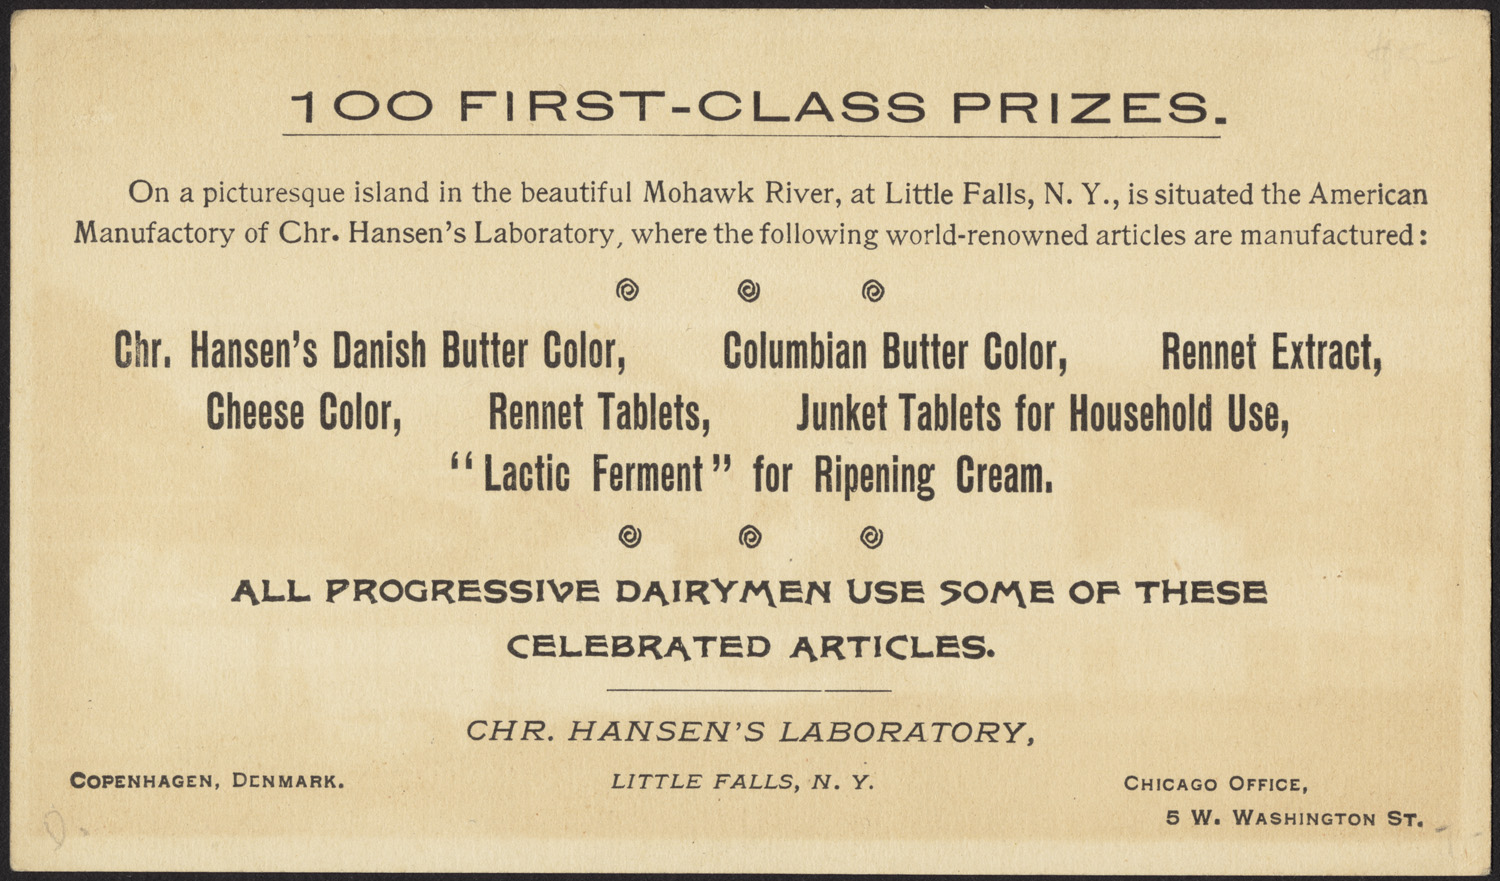 100 FIRST-CLASS PRIZES.
On a picturesque island in the beautiful Mohawk River, at Little Falls, N. Y., is situated the American
Manufactory of Chr. Hansen's Laboratory, where the following world-renowned articles are manufactured:
Chr. Hansen's Danish Butter Color, Columbian Butter Color, Rennet Extract,
Cheese Color, Rennet Tablets, Junket Tablets for Household Use,
"Lactic Ferment" for Ripening Cream.
ALL PROGRESSIVE DAIRYMEN USE SOME OF THESE
CELEBRATED ARTICLES.
CHR. HANSEN'S LABORATORY,
COPENHAGEN, DENMARK. LITTLE FALLS, N. Y. CHICAGO OFFICE,
5 W. WASHINGTON ST.